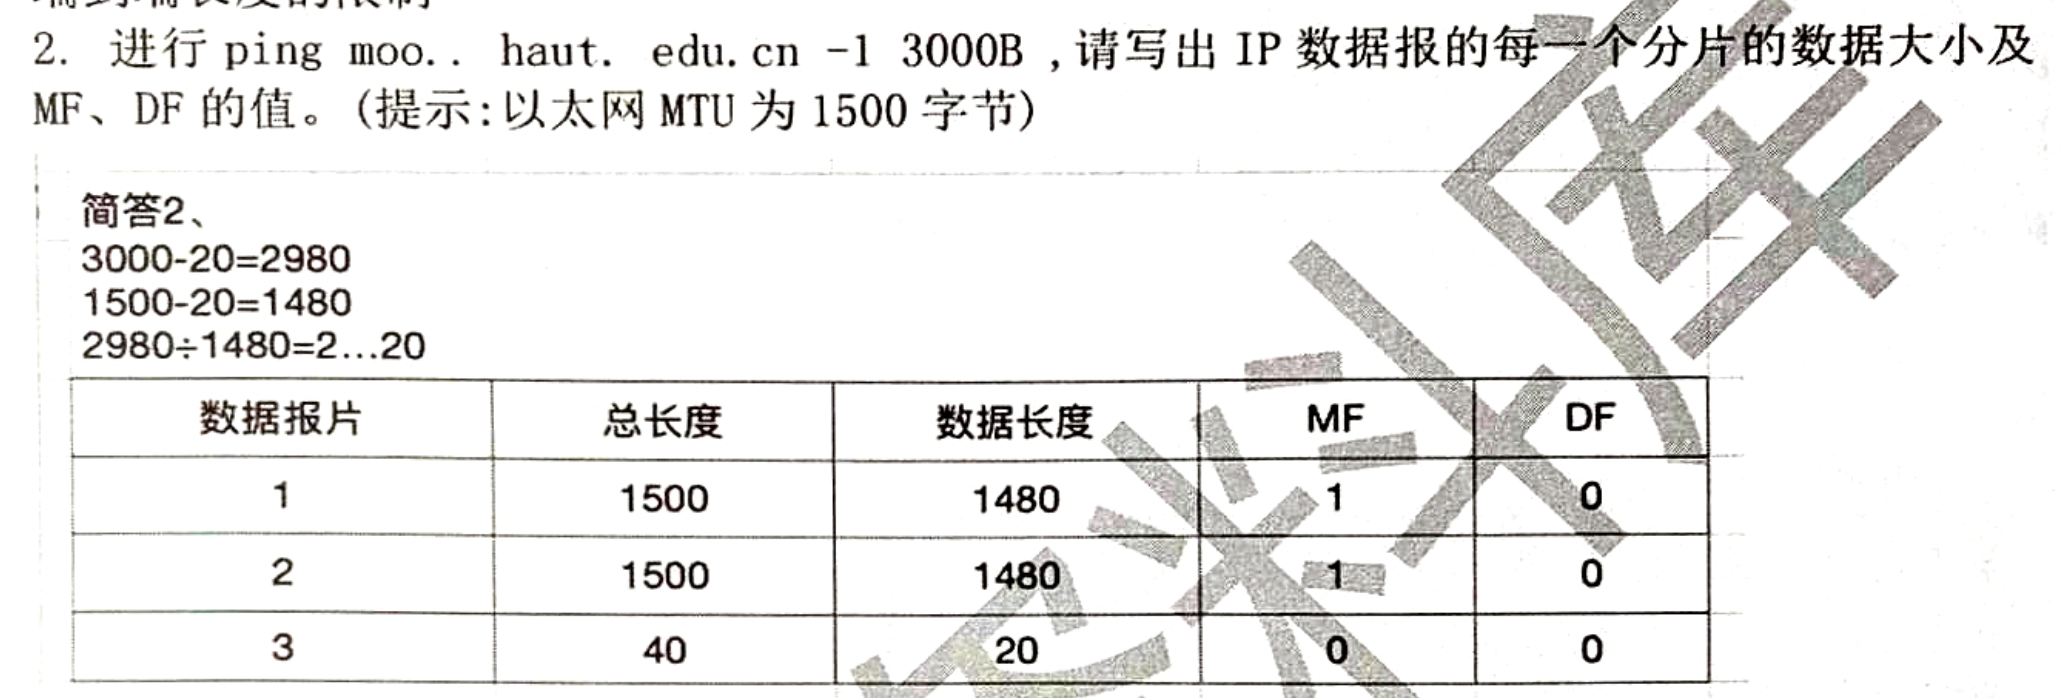 2. 进行 ping moo.. haut. edu.cn -1 3000B ,请写出 IP 数据报的每一个分片的数据大小及
MF、DF 的值。(提示:以太网 MTU 为 1500 字节)
简答2、
3000-20=2980
1500-20=1480
2980÷1480=2...20
数据报片 总长度 数据长度 MF DF
1 1500 1480 1 0
2 1500 1480 1 0
3 40 20 0 0